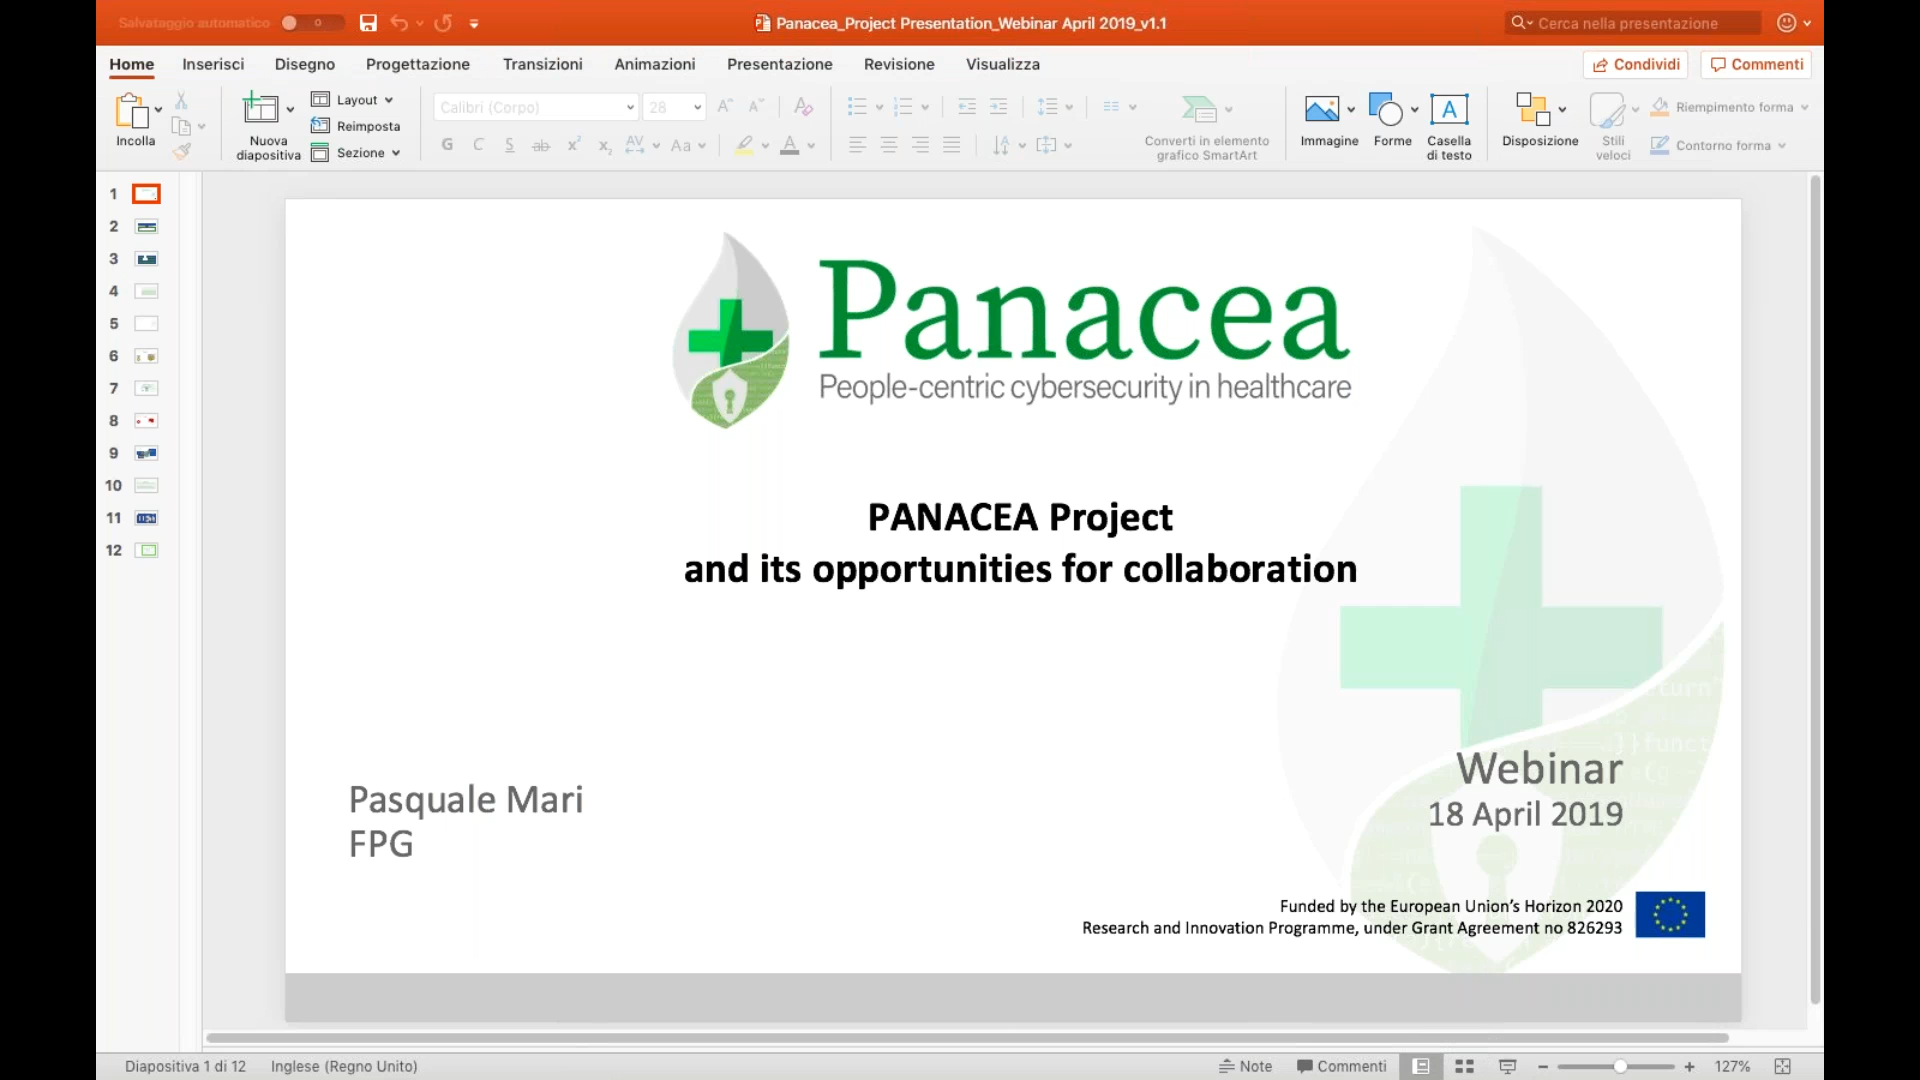 Salvataggio automatico
Panacea_Project Presentation_Webinar April 2019_v1.1
Cerca nella presentazione
Home Inserisci Disegno Progettazione Transizioni Animazioni Presentazione Revisione Visualizza
Condividi Commenti
Incolla
Nuova
diapositiva
Layout
Reimposta
Sezione
Calibri (Corpo) 28
G C S ab x² x₂ AV Aa A
Converti in elemento
grafico SmartArt
Immagine
Forme
Casella
di testo
Disposizione
Stili
veloci
Riempimento forma
Contorno forma
1
2
3
4
5
6
7
8
9
10
11
12
Panacea
People-centric cybersecurity in healthcare
PANACEA Project
and its opportunities for collaboration
Pasquale Mari
FPG
Webinar
18 April 2019
Funded by the European Union’s Horizon 2020
Research and Innovation Programme, under Grant Agreement no 826293
Diapositiva 1 di 12 Inglese (Regno Unito)
Note Commenti 127%